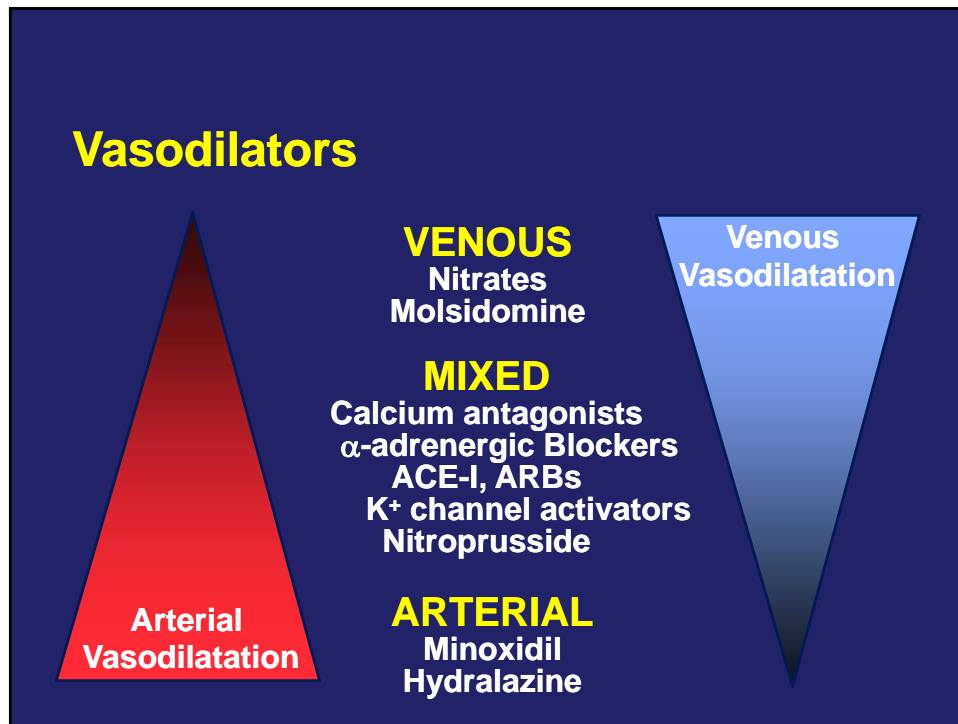 Vasodilators
VENOUS
Nitrates
Molsidomine
MIXED
Calcium antagonists
α-adrenergic Blockers
ACE-I, ARBs
K⁺ channel activators
Nitroprusside
ARTERIAL
Minoxidil
Hydralazine
Arterial
Vasodilatation
Venous
Vasodilatation